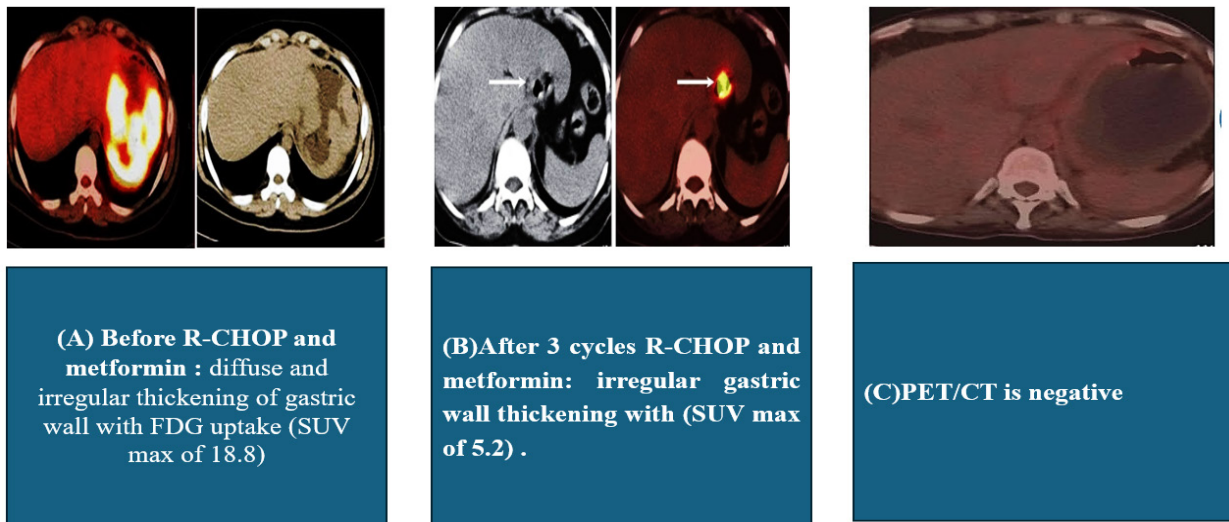 (A) Before R-CHOP and
metformin : diffuse and
irregular thickening of gastric
wall with FDG uptake (SUV
max of 18.8)
(B)After 3 cycles R-CHOP and
metformin: irregular gastric
wall thickening with (SUV max
of 5.2) .
(C)PET/CT is negative